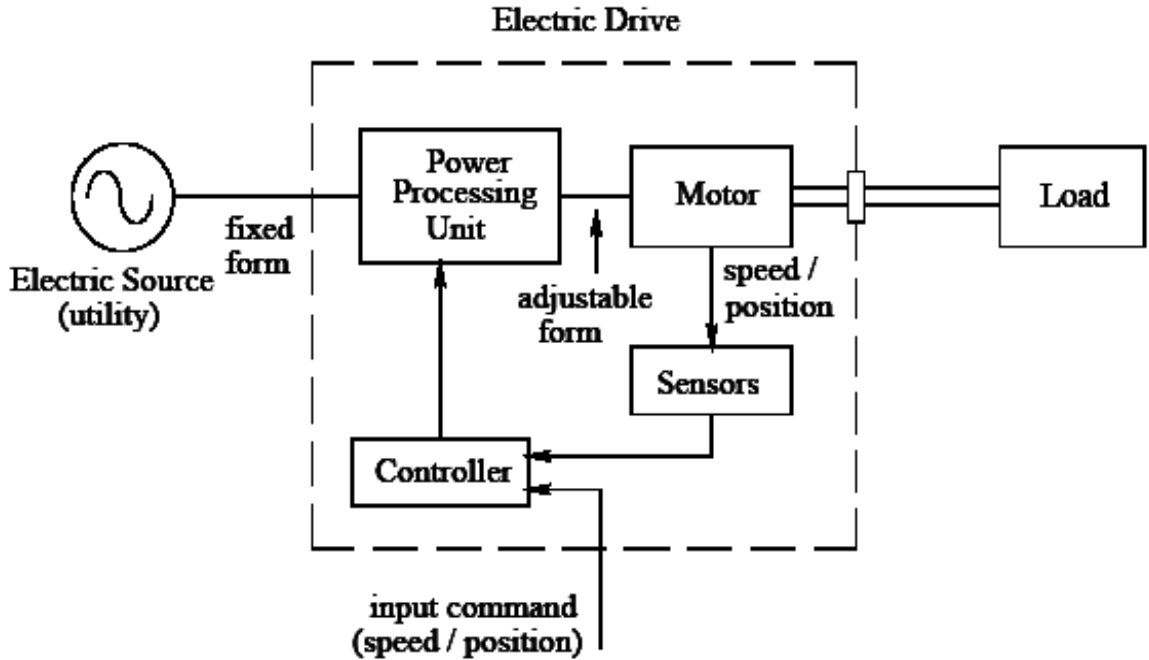 Electric Drive
Power
Processing
Unit
Motor
Load
fixed
form
Electric Source
(utility)
adjustable
form
speed /
position
Sensors
Controller
input command
(speed / position)